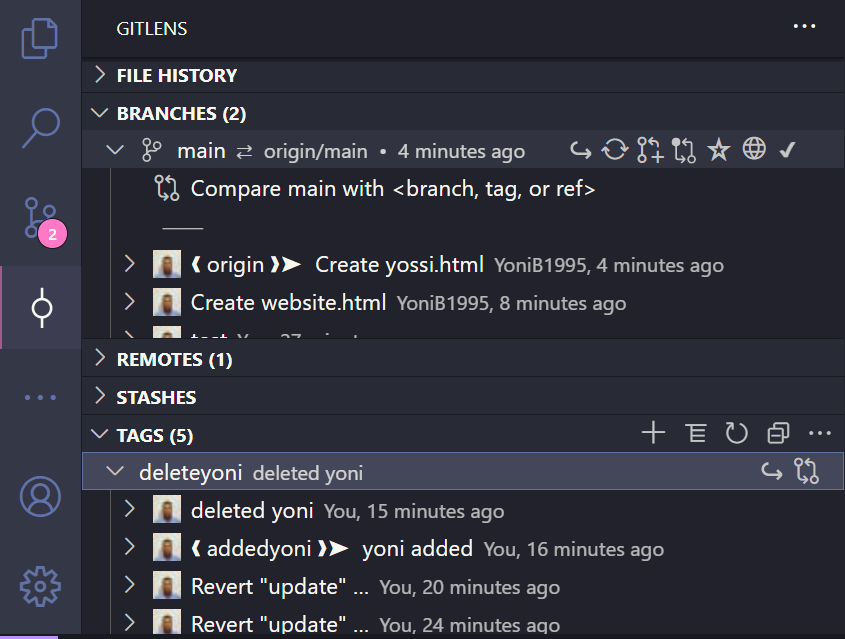 GITLENS
FILE HISTORY
BRANCHES (2)
main ⇄ origin/main • 4 minutes ago
Compare main with <branch, tag, or ref>
2
❨ origin ❩➤ Create yossi.html YoniB1995, 4 minutes ago
Create website.html YoniB1995, 8 minutes ago
REMOTES (1)
STASHES
TAGS (5)
deleteyoni deleted yoni
deleted yoni You, 15 minutes ago
❨ addedyoni ❩➤ yoni added You, 16 minutes ago
Revert "update" ... You, 20 minutes ago
Revert "update" ... You, 24 minutes ago